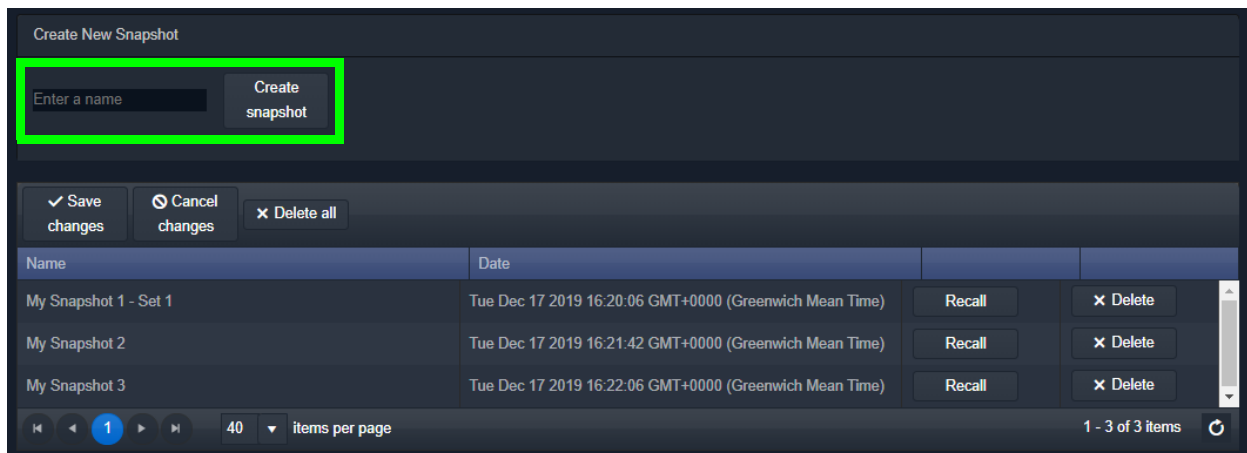 Create New Snapshot
Enter a name
Create
snapshot
Save
changes
Cancel
changes
Delete all
Name Date
My Snapshot 1 - Set 1 Tue Dec 17 2019 16:20:06 GMT+0000 (Greenwich Mean Time) Recall Delete
My Snapshot 2 Tue Dec 17 2019 16:21:42 GMT+0000 (Greenwich Mean Time) Recall Delete
My Snapshot 3 Tue Dec 17 2019 16:22:06 GMT+0000 (Greenwich Mean Time) Recall Delete
1 40 items per page 1 - 3 of 3 items